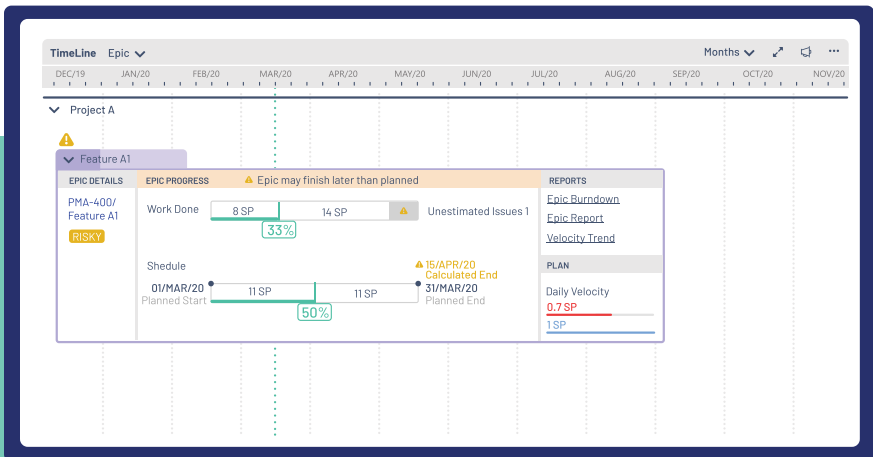 TimeLine Epic Months
DEC/19 JAN/20 FEB/20 MAR/20 APR/20 MAY/20 JUN/20 JUL/20 AUG/20 SEP/20 OCT/20 NOV/20
Project A
Feature A1
EPIC DETAILS EPIC PROGRESS Epic may finish later than planned REPORTS
PMA-400/
Feature A1
RISKY
Work Done 8 SP 14 SP Unestimated Issues 1
33%
Shedule
15/APR/20
Calculated End
01/MAR/20
Planned Start
11 SP 11 SP
31/MAR/20
Planned End
50%
Epic Burndown
Epic Report
Velocity Trend
PLAN
Daily Velocity
0.7 SP
1 SP